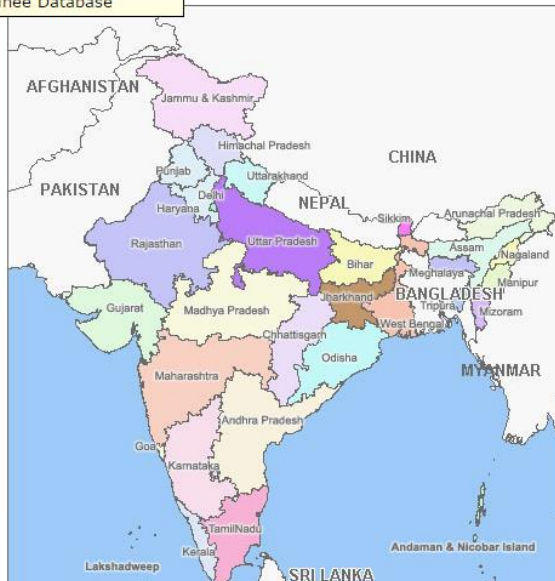 Database
AFGHANISTAN
Jammu & Kashmir
Himachal Pradesh
CHINA
Punjab
Uttarakhand
PAKISTAN
Delhi
Haryana
NEPAL
Sikkim
Arunachal Pradesh
Rajasthan
Uttar Pradesh
Assam
Nagaland
Bihar
Meghalaya
Manipur
Jharkhand
BANGLADESH
Gujarat
Madhya Pradesh
Tripura
Mizoram
West Bengal
Chhattisgarh
Odisha
MYANMAR
Maharashtra
Andhra Pradesh
Goa
Karnataka
TamilNadu
Kerala
Andaman & Nicobar Island
Lakshadweep
SRI LANKA